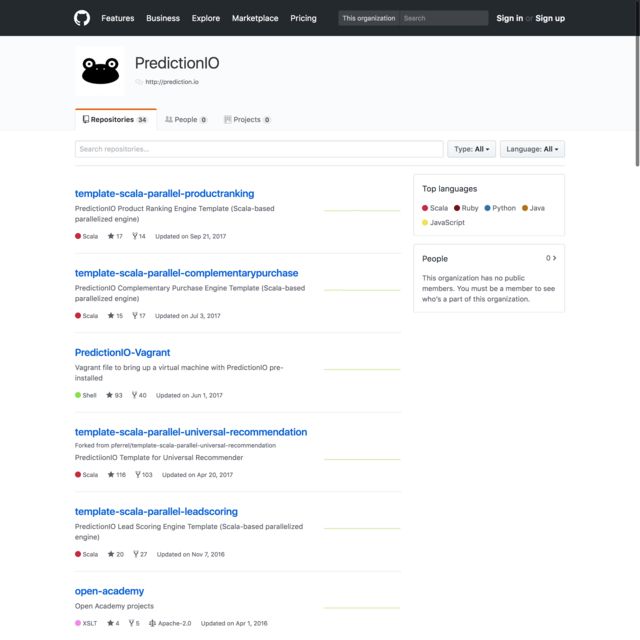 Features Business Explore Marketplace Pricing This organization Search Sign in or Sign up
PredictionIO
http://prediction.io
Repositories 34 People 0 Projects 0
Search repositories... Type: All Language: All
template-scala-parallel-productranking
PredictionIO Product Ranking Engine Template (Scala-based
parallelized engine)
Scala 17 14 Updated on Sep 21, 2017
template-scala-parallel-complementarypurchase
PredictionIO Complementary Purchase Engine Template (Scala-based
parallelized engine)
Scala 15 17 Updated on Jul 3, 2017
PredictionIO-Vagrant
Vagrant file to bring up a virtual machine with PredictionIO pre-
installed
Shell 93 40 Updated on Jun 1, 2017
template-scala-parallel-universal-recommendation
Forked from pferrel/template-scala-parallel-universal-recommendation
PredictiionIO Template for Universal Recommender
Scala 116 103 Updated on Apr 20, 2017
template-scala-parallel-leadscoring
PredictionIO Lead Scoring Engine Template (Scala-based parallelized
engine)
Scala 20 27 Updated on Nov 7, 2016
open-academy
Open Academy projects
XSLT 4 5 Apache-2.0 Updated on Apr 1, 2016
Top languages
Scala Ruby Python Java
JavaScript
People 0
This organization has no public
members. You must be a member to see
who's a part of this organization.